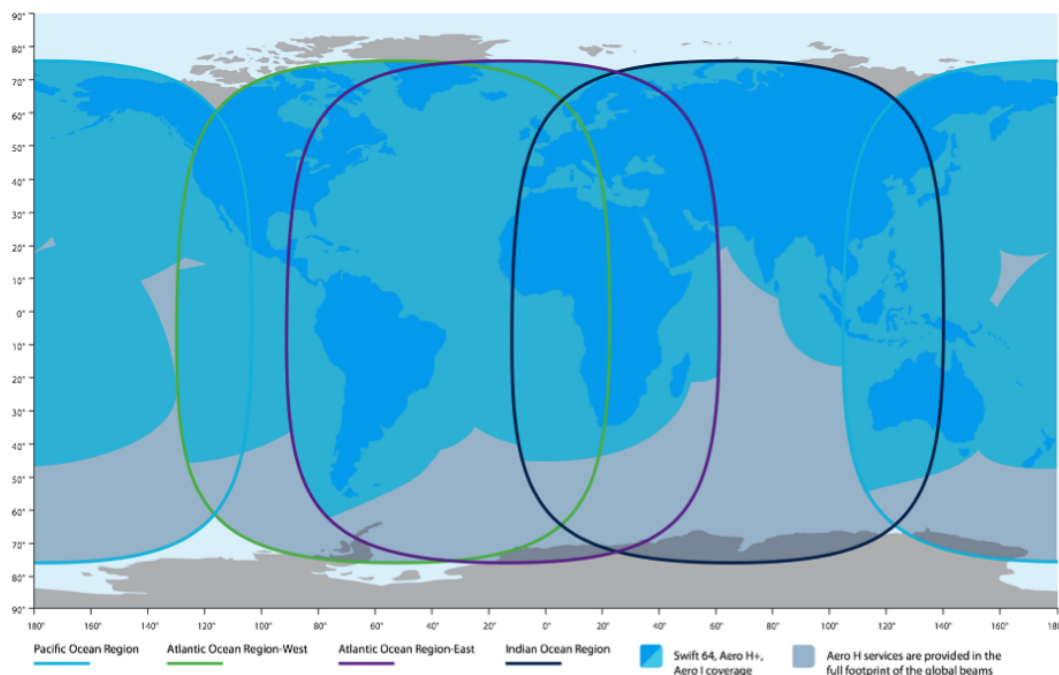 90°
80°
70°
60°
50°
40°
30°
20°
10°
0°
10°
20°
30°
40°
50°
60°
70°
80°
90°
180° 160° 140° 120° 100° 80° 60° 40° 20° 0° 20° 40° 60° 80° 100° 120° 140° 160° 180
Pacific Ocean Region
Atlantic Ocean Region-West
Atlantic Ocean Region-East
Indian Ocean Region
Swift 64, Aero H+,
Aero I coverage
Aero H services are provided in the
full footprint of the global beams